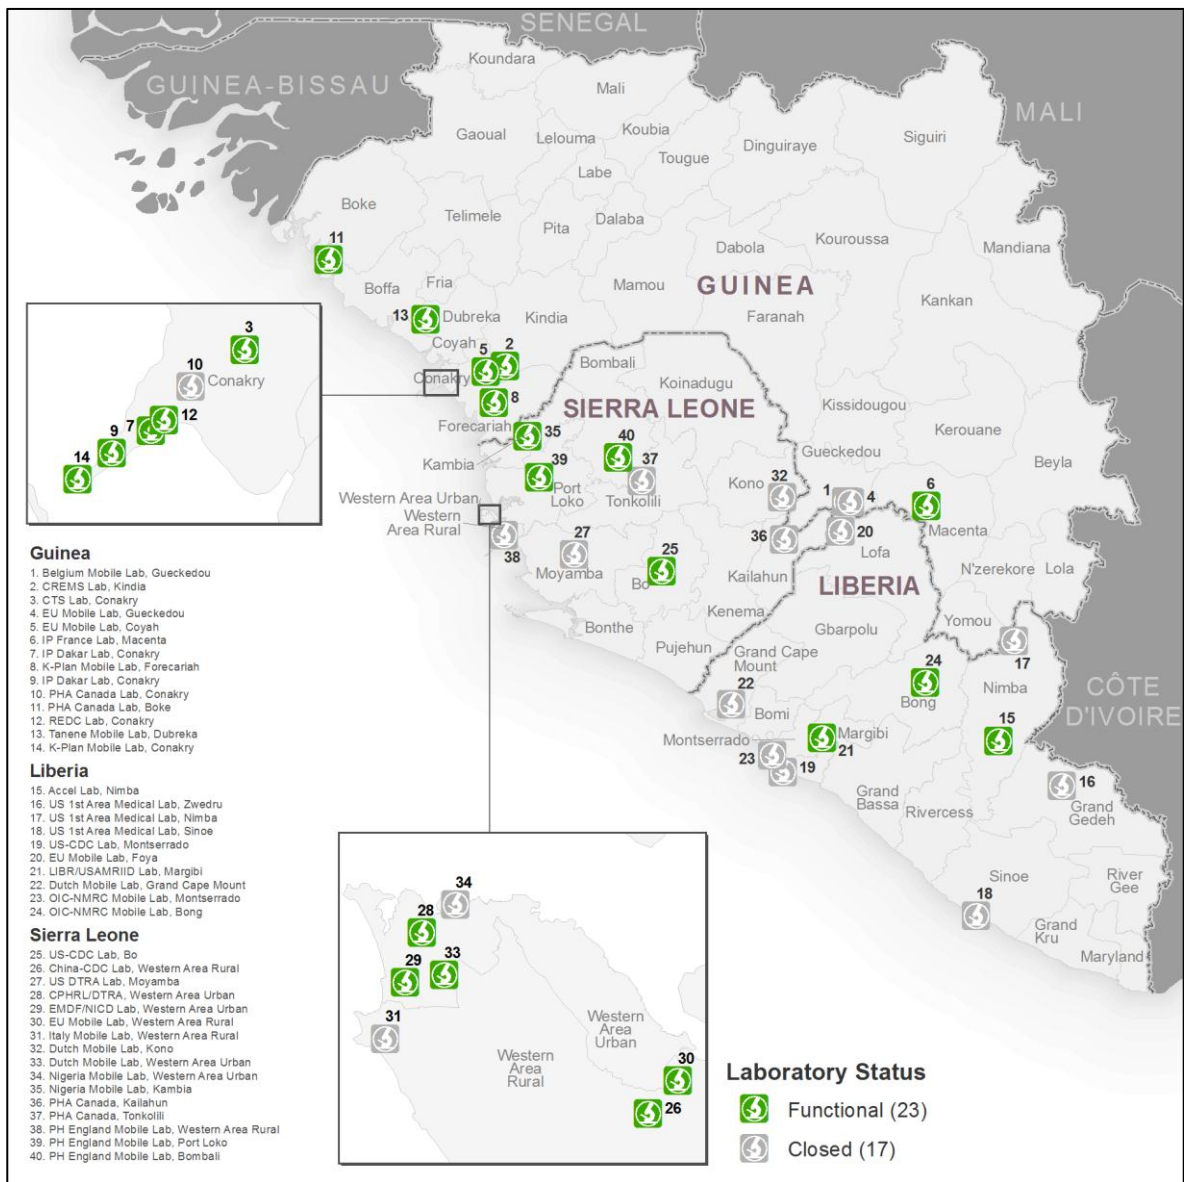 SENEGAL
GUINEA-BISSAU
MALI
Koundara
Mali
Gaoual
Lelouma
Koubia
Tougue
Dinguiraye
Siguiri
Labe
Boke
Telimele
Pita
Dalaba
Dabola
Kouroussa
Mandiana
11
Boffa
Fria
Mamou
GUINEA
Kankan
13
Dubreka
Kindia
Faranah
Coyah
5
2
Conakry
Bombali
Koinadugu
8
SIERRA LEONE
Kissidougou
Forecariah
35
40
Gueckedou
Kerouane
Kambia
39
37
Beyla
Port
Loko
Tonkolili
Kono
32
1
4
6
Macenta
Western Area Urban
Western
Area Rural
38
27
Moyamba
36
20
Lofa
25
Bo
Kailahun
N'zerekore
Lola
LIBERIA
Kenema
Bonthe
Gbarpolu
Yomou
Pujehun
Grand Cape
Mount
17
22
24
Nimba
CÔTE
D'IVOIRE
Bomi
Bong
15
Montserrado
Margibi
23
21
19
16
Grand
Bassa
Rivercess
Grand
Gedeh
Sinoe
River
Gee
18
Grand
Kru
Maryland
3
10
Conakry
7
12
9
14
Guinea
1. Belgium Mobile Lab, Gueckedou
2. CREMS Lab, Kindia
3. CTS Lab, Conakry
4. EU Mobile Lab, Gueckedou
5. EU Mobile Lab, Coyah
6. IP France Lab, Macenta
7. IP Dakar Lab, Conakry
8. K-Plan Mobile Lab, Forecariah
9. IP Dakar Lab, Conakry
10. PHA Canada Lab, Conakry
11. PHA Canada Lab, Boke
12. REDC Lab, Conakry
13. Tanene Mobile Lab, Dubreka
14. K-Plan Mobile Lab, Conakry
Liberia
15. Accel Lab, Nimba
16. US 1st Area Medical Lab, Zwedru
17. US 1st Area Medical Lab, Nimba
18. US 1st Area Medical Lab, Sinoe
19. US-CDC Lab, Montserrado
20. EU Mobile Lab, Foya
21. LIBR/USAMRIID Lab, Margibi
22. Dutch Mobile Lab, Grand Cape Mount
23. OIC-NMRC Mobile Lab, Montserrado
24. OIC-NMRC Mobile Lab, Bong
Sierra Leone
25. US-CDC Lab, Bo
26. China-CDC Lab, Western Area Rural
27. US DTRA Lab, Moyamba
28. CPHRL/DTRA, Western Area Urban
29. EMDF/NICD Lab, Western Area Urban
30. EU Mobile Lab, Western Area Rural
31. Italy Mobile Lab, Western Area Rural
32. Dutch Mobile Lab, Kono
33. Dutch Mobile Lab, Western Area Urban
34. Nigeria Mobile Lab, Western Area Urban
35. Nigeria Mobile Lab, Kambia
36. PHA Canada, Kailahun
37. PHA Canada, Tonkolili
38. PH England Mobile Lab, Western Area Rural
39. PH England Mobile Lab, Port Loko
40. PH England Mobile Lab, Bombali
34
28
33
29
31
Western
Area
Urban
Western
Area
Rural
30
26
Laboratory Status
Functional (23)
Closed (17)